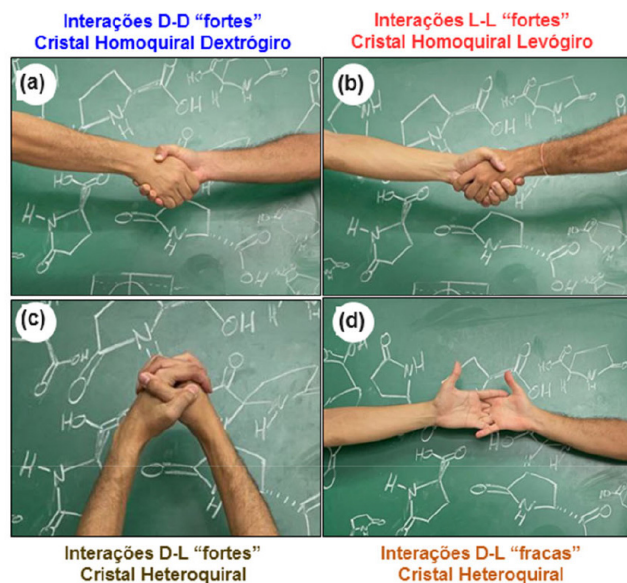 Interações D-D “fortes”
Cristal Homoquiral Dextrógiro
Interações L-L “fortes”
Cristal Homoquiral Levógiro
(a)
(b)
(c)
(d)
Interações D-L “fortes”
Cristal Heteroquiral
Interações D-L “fracas”
Cristal Heteroquiral